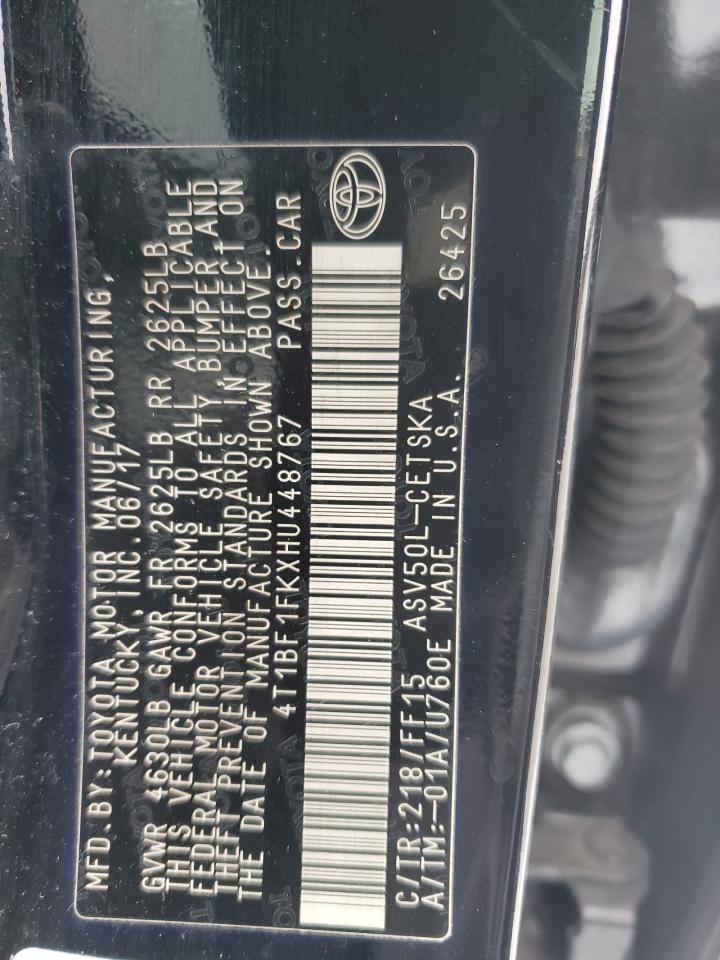 MFD.BY:TOYOTA MOTOR MANUFACTURING,
KENTUCKY, INC.06/17
GVWR 4630LB GAWR FR 2625LB RR 2625LB
THIS VEHICLE CONFORMS TO ALL APPLICABLE
FEDERAL MOTOR VEHICLE SAFETY, BUMPER,AND
THEFT PREVENTION STANDARDS IN EFFECT ON
THE DATE OF MANUFACTURE SHOWN ABOVE.
4T1BF1FKXHU448767 PASS.CAR
C/TR:218/FF15 ASV50L-CETSKA
A/TM:-01A/U760E MADE IN U.S.A. 26425